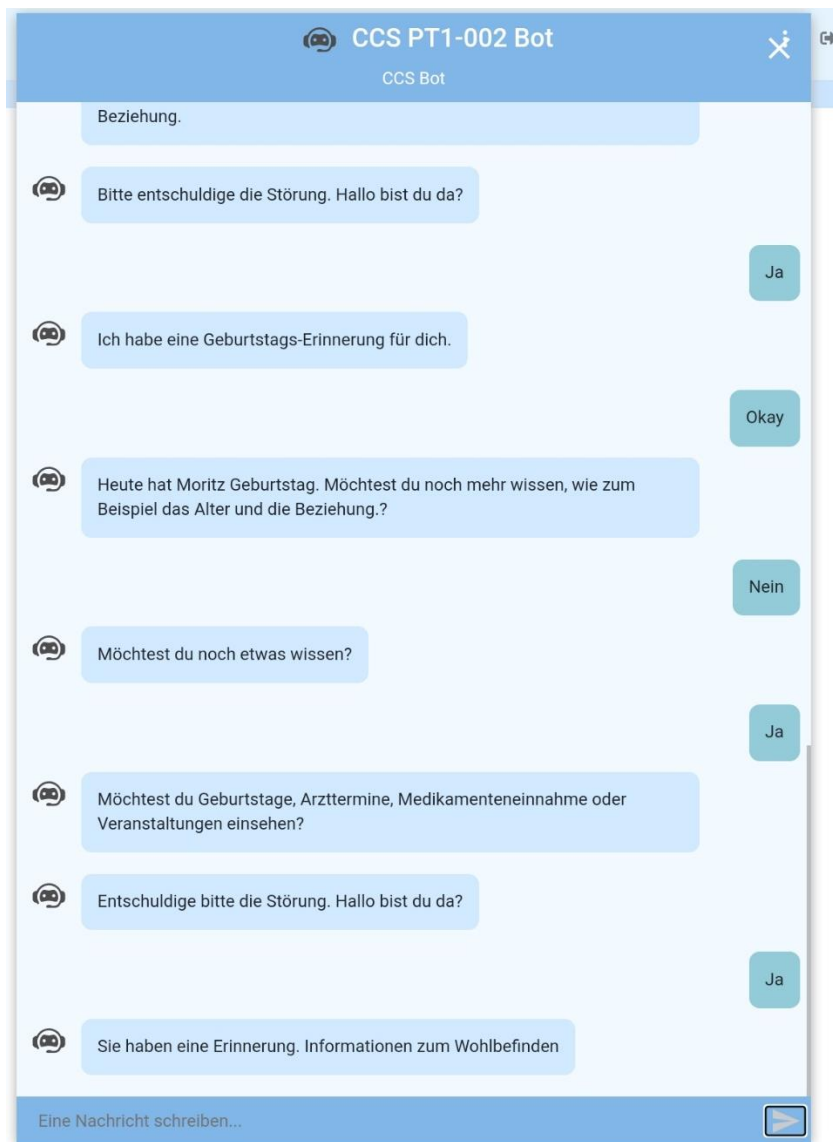 CCS PT1-002 Bot
CCS Bot
Beziehung.
Bitte entschuldige die Störung. Hallo bist du da?
Ja
Ich habe eine Geburtstags-Erinnerung für dich.
Okay
Heute hat Moritz Geburtstag. Möchtest du noch mehr wissen, wie zum
Beispiel das Alter und die Beziehung.?
Nein
Möchtest du noch etwas wissen?
Ja
Möchtest du Geburtstage, Arzttermine, Medikamenteneinnahme oder
Veranstaltungen einsehen?
Entschuldige bitte die Störung. Hallo bist du da?
Ja
Sie haben eine Erinnerung. Informationen zum Wohlbefinden
Eine Nachricht schreiben...